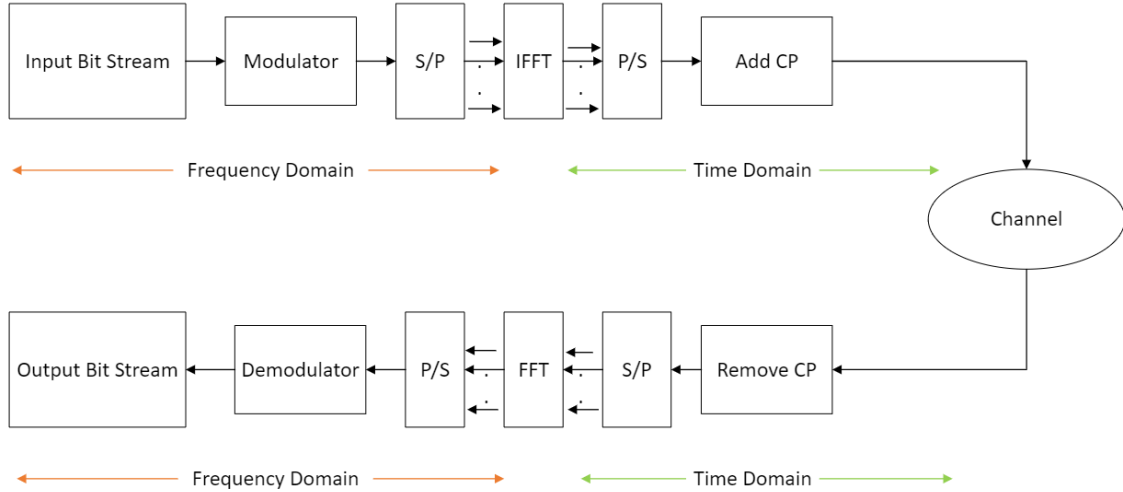 Input Bit Stream
Modulator
S/P
IFFT
P/S
Add CP
Frequency Domain
Time Domain
Channel
Output Bit Stream
Demodulator
P/S
FFT
S/P
Remove CP
Frequency Domain
Time Domain